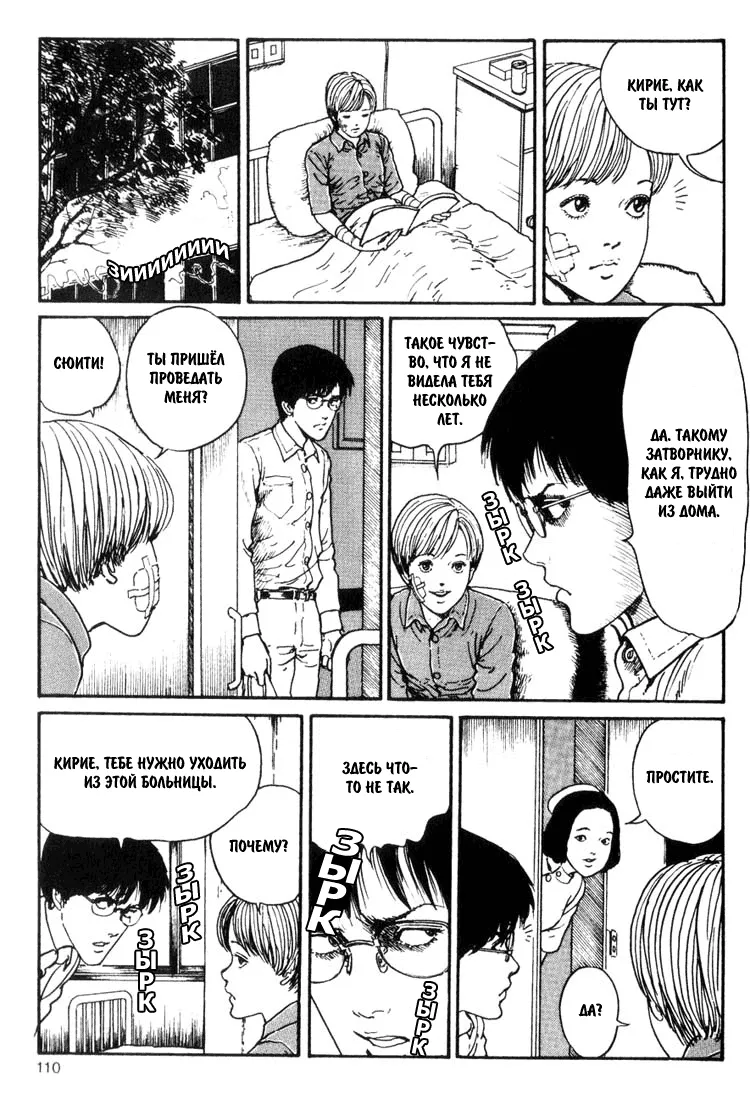 ЗИИИИИИИИИ
КИРИЕ, КАК
ТЫ ТУТ?
СЮИТИ!
ТЫ ПРИШЁЛ
ПРОВЕДАТЬ
МЕНЯ?
ТАКОЕ ЧУВСТ-
ВО, ЧТО Я НЕ
ВИДЕЛА ТЕБЯ
НЕСКОЛЬКО
ЛЕТ.
ДА, ТАКОМУ
ЗАТВОРНИКУ,
КАК Я, ТРУДНО
ДАЖЕ ВЫЙТИ
ИЗ ДОМА.
ЗЫРК
ЗЫРК
КИРИЕ, ТЕБЕ НУЖНО УХОДИТЬ
ИЗ ЭТОЙ БОЛЬНИЦЫ.
ПОЧЕМУ?
ЗЫРК
ЗЫРК
ЗДЕСЬ ЧТО-
ТО НЕ ТАК.
ЗЫРК
ЗЫРК
ПРОСТИТЕ.
ДА?
110